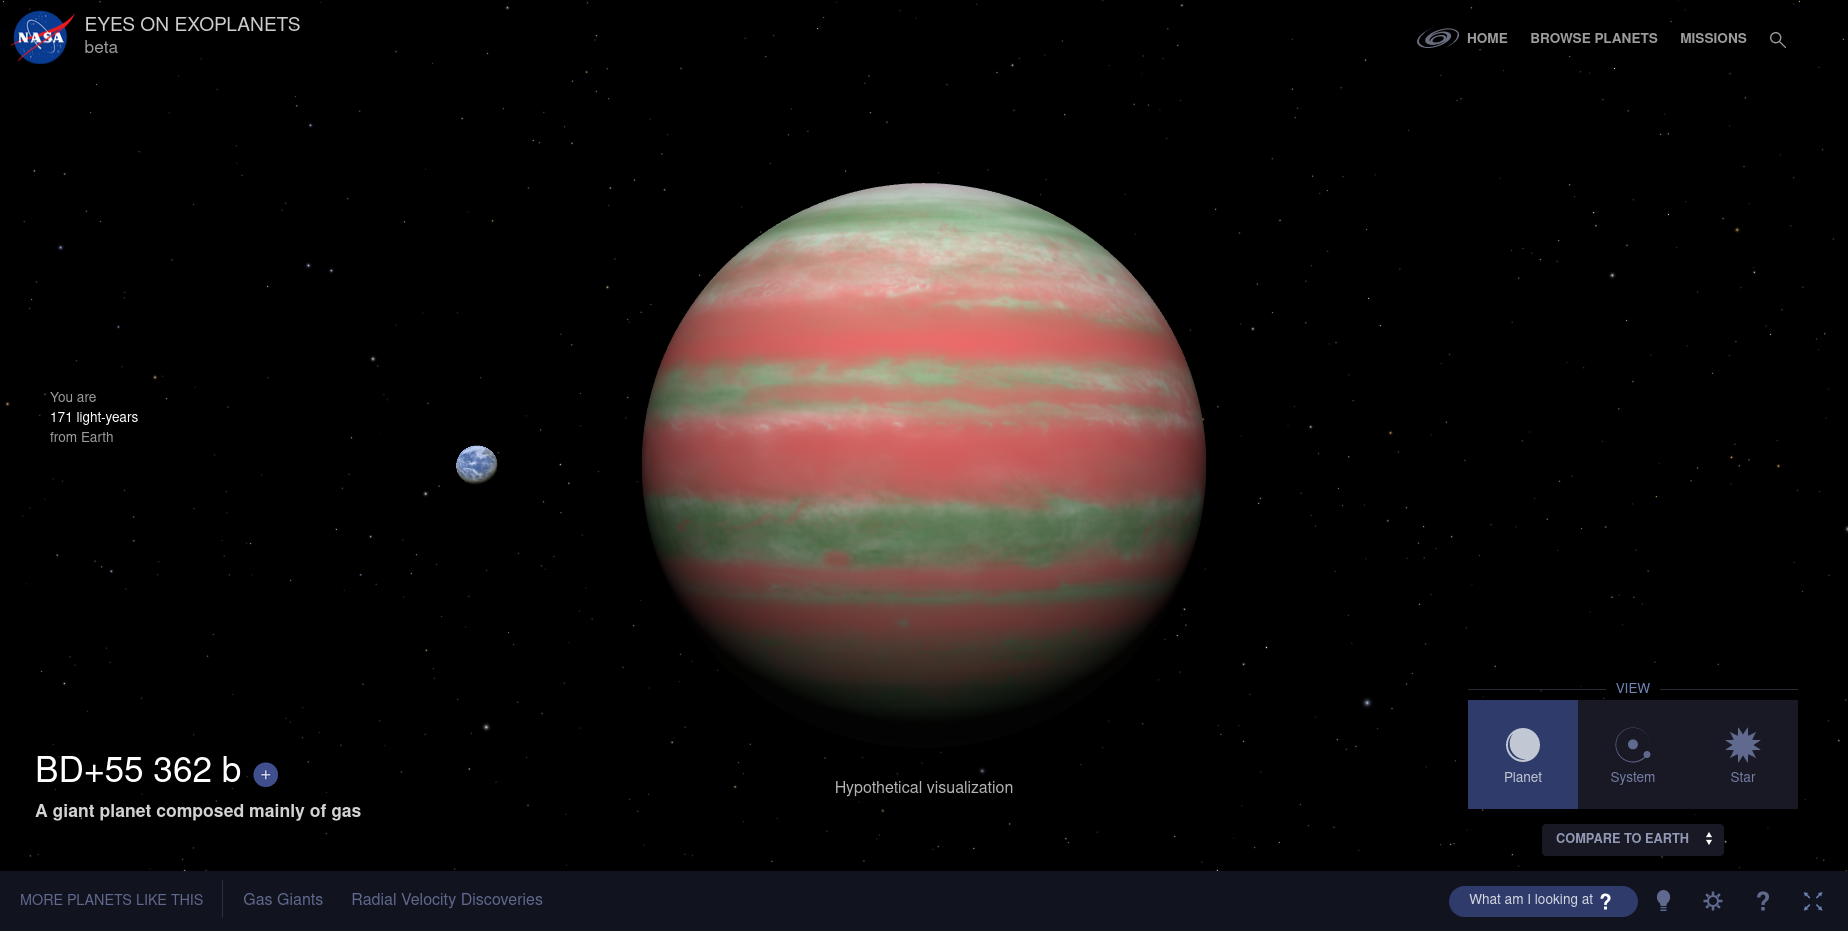 NASA
EYES ON EXOPLANETS
beta
HOME
BROWSE PLANETS
MISSIONS
You are
171 light-years
from Earth
BD+55 362 b +
A giant planet composed mainly of gas
Hypothetical visualization
VIEW
Planet
System
Star
COMPARE TO EARTH
MORE PLANETS LIKE THIS
Gas Giants
Radial Velocity Discoveries
What am I looking at ?
?